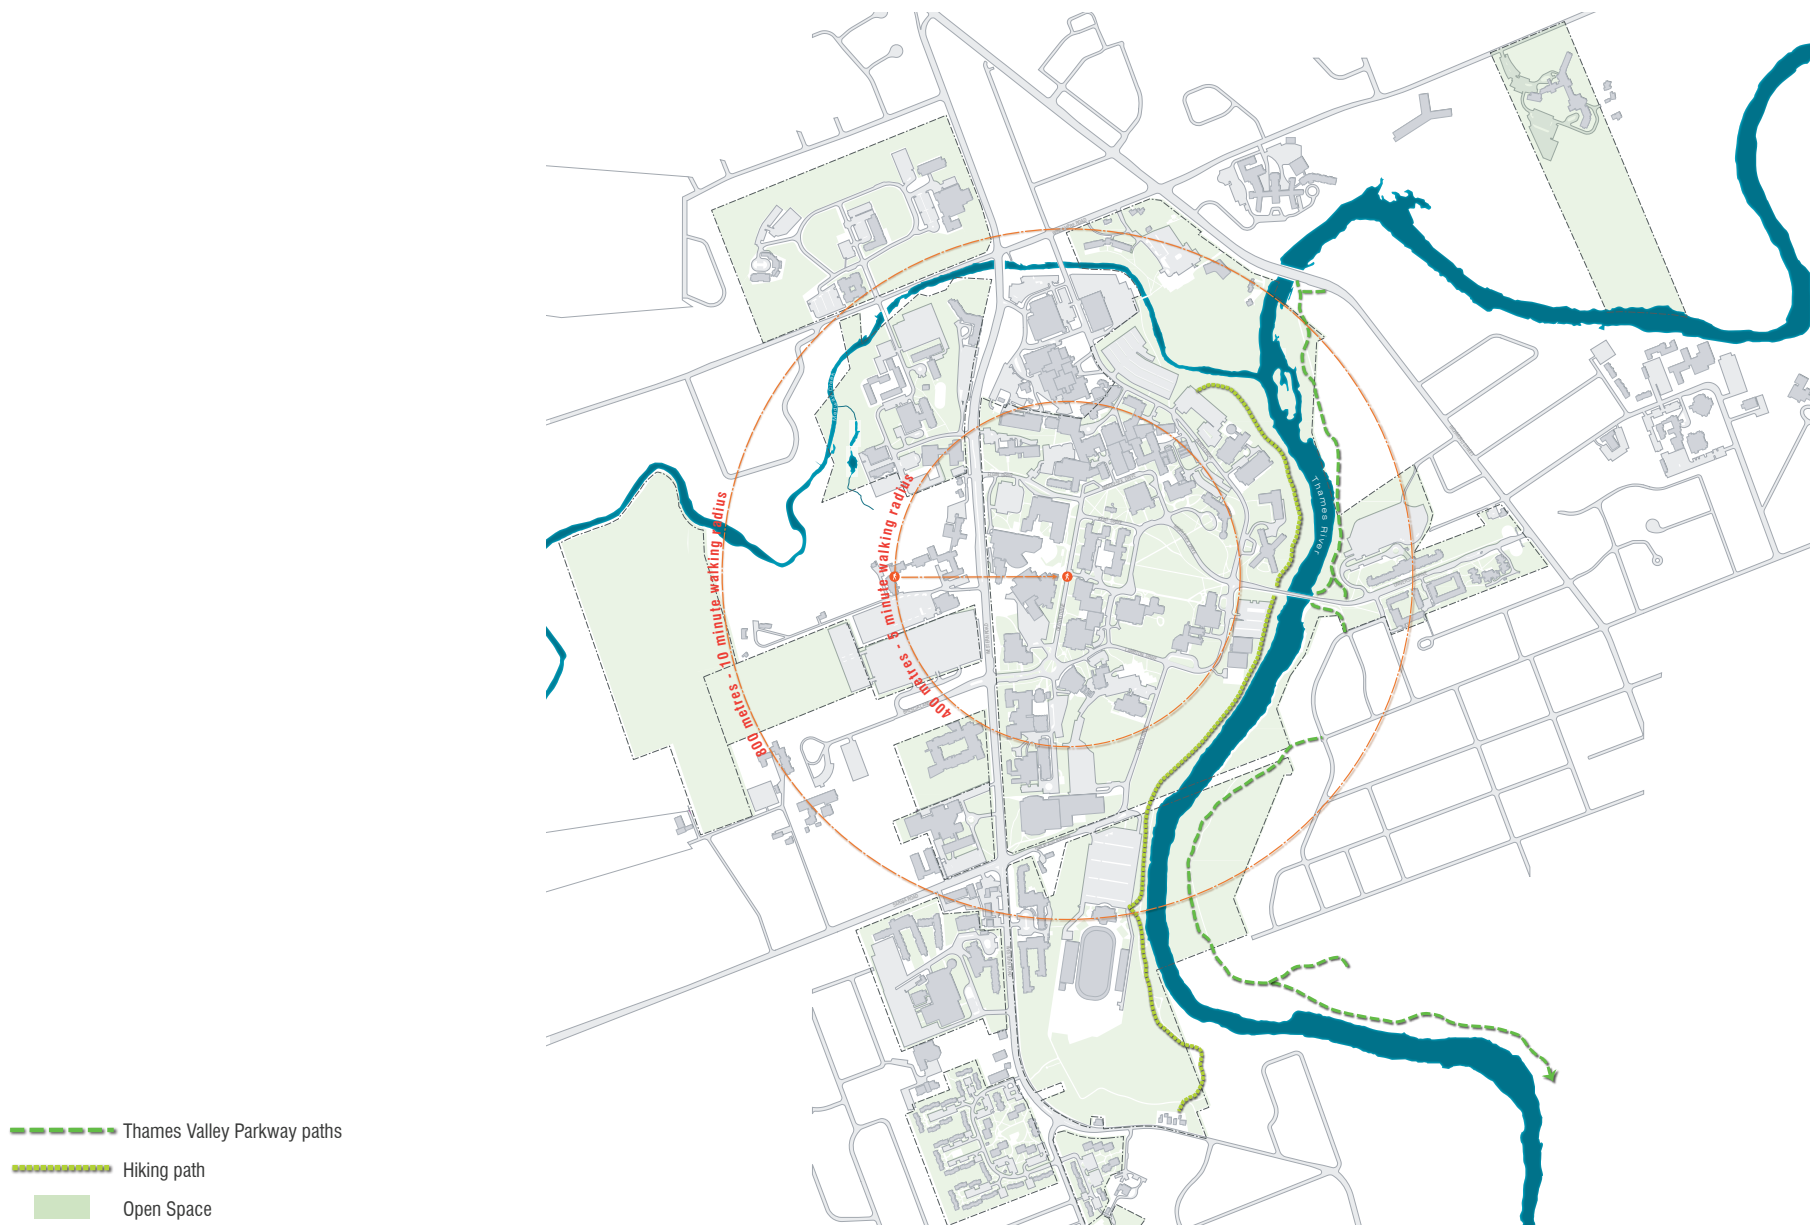 800 metres - 10 minute walking radius
400 metres - 5 minute walking radius
Thames River
Thames Valley Parkway paths
Hiking path
Open Space